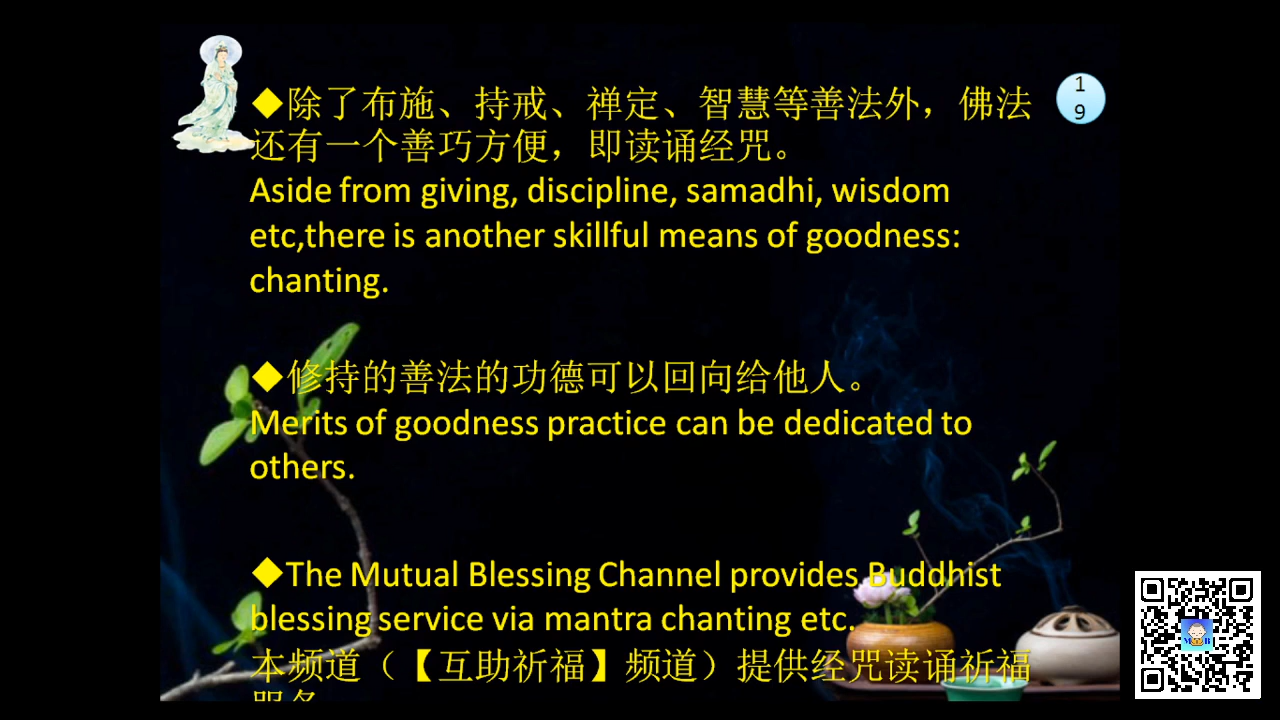 ◆除了布施、持戒、禅定、智慧等善法外，佛法
还有一个善巧方便，即读诵经咒。
Aside from giving, discipline, samadhi, wisdom
etc,there is another skillful means of goodness:
chanting.
◆修持的善法的功德可以回向给他人。
Merits of goodness practice can be dedicated to
others.
◆The Mutual Blessing Channel provides Buddhist
blessing service via mantra chanting etc.
本频道（【互助祈福】频道）提供经咒读诵祈福
1
9